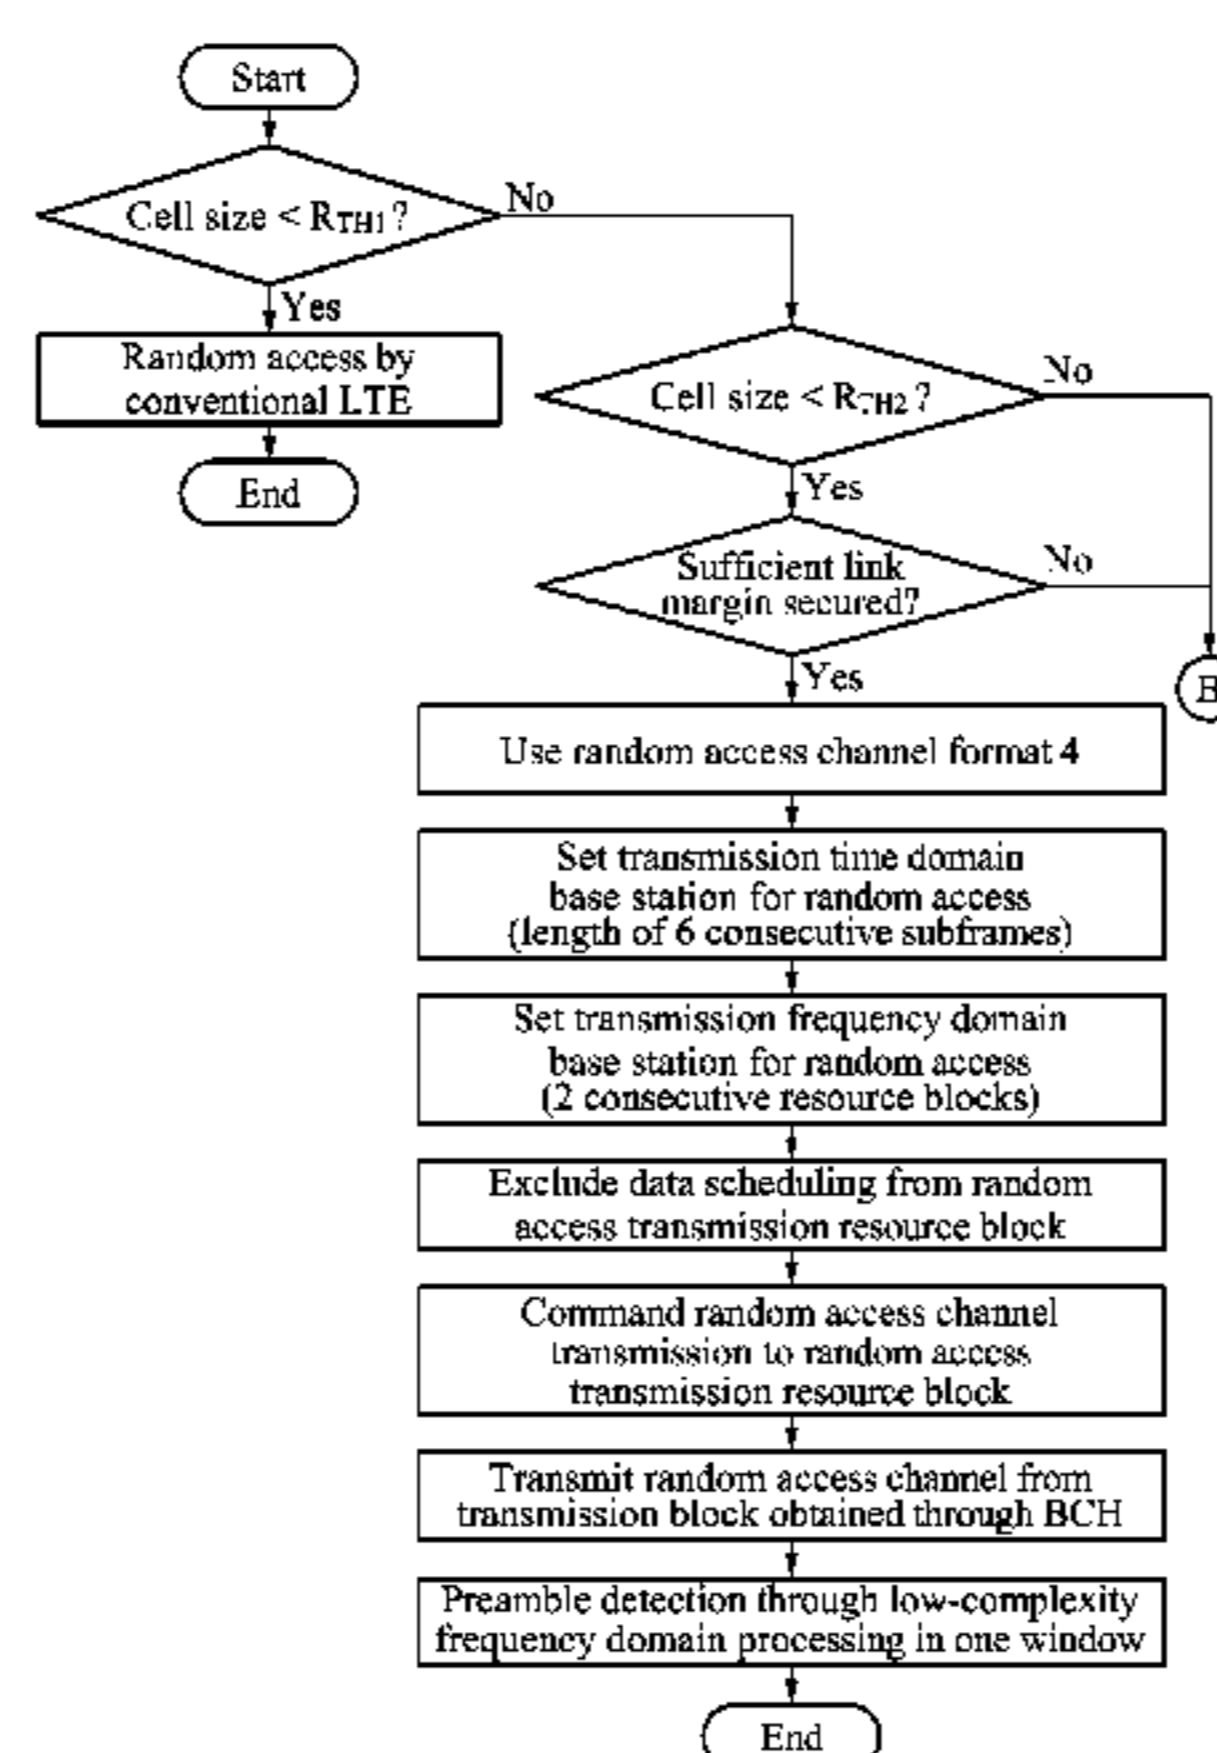 Start
Cell size < RTH1?
No
Yes
Random access by
conventional LTE
End
Cell size < RTH2?
No
Yes
Sufficient link
margin secured?
No
Yes
B
Use random access channel format 4
Set transmission time domain
base station for random access
(length of 6 consecutive subframes)
Set transmission frequency domain
base station for random access
(2 consecutive resource blocks)
Exclude data scheduling from random
access transmission resource block
Command random access channel
transmission to random access
transmission resource block
Transmit random access channel from
transmission block obtained through BCH
Preamble detection through low-complexity
frequency domain processing in one window
End